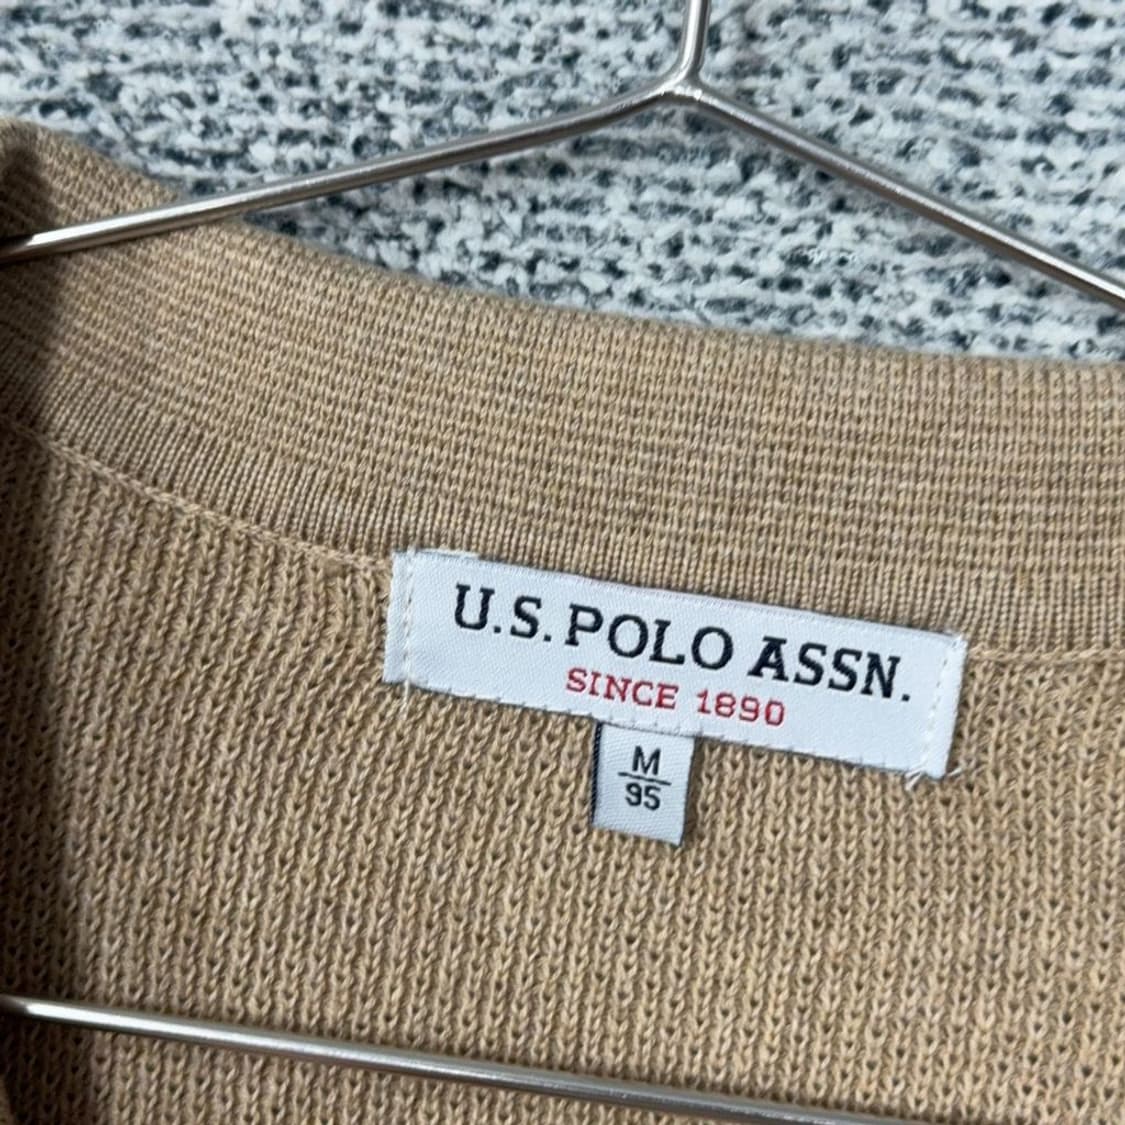 U.S. POLO ASSN.
SINCE 1890
M
95